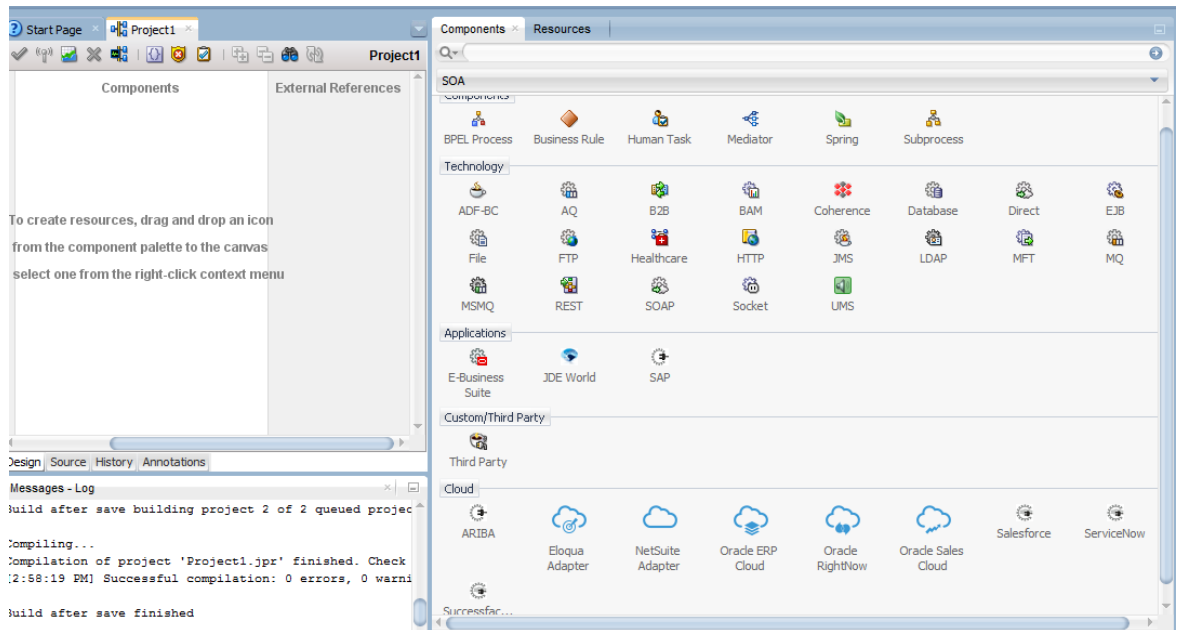 Start Page
Project1
Project1
Components
External References
To create resources, drag and drop an icon
from the component palette to the canvas
select one from the right-click context menu
Design Source History Annotations
Messages - Log
Build after save building project 2 of 2 queued projec
Compiling...
Compilation of project 'Project1.jpr' finished. Check
[2:58:19 PM] Successful compilation: 0 errors, 0 warni
Build after save finished
Components
Resources
SOA
Components
BPEL Process Business Rule Human Task Mediator Spring Subprocess
Technology
ADF-BC AQ B2B BAM Coherence Database Direct EJB
File FTP Healthcare HTTP JMS LDAP MFT MQ
MSMQ REST SOAP Socket UMS
Applications
E-Business JDE World SAP
Suite
Custom/Third Party
Third Party
Cloud
ARIBA Eloqua NetSuite Oracle ERP Oracle Oracle Sales Salesforce ServiceNow
Adapter Adapter Cloud RightNow Cloud
Successfac...